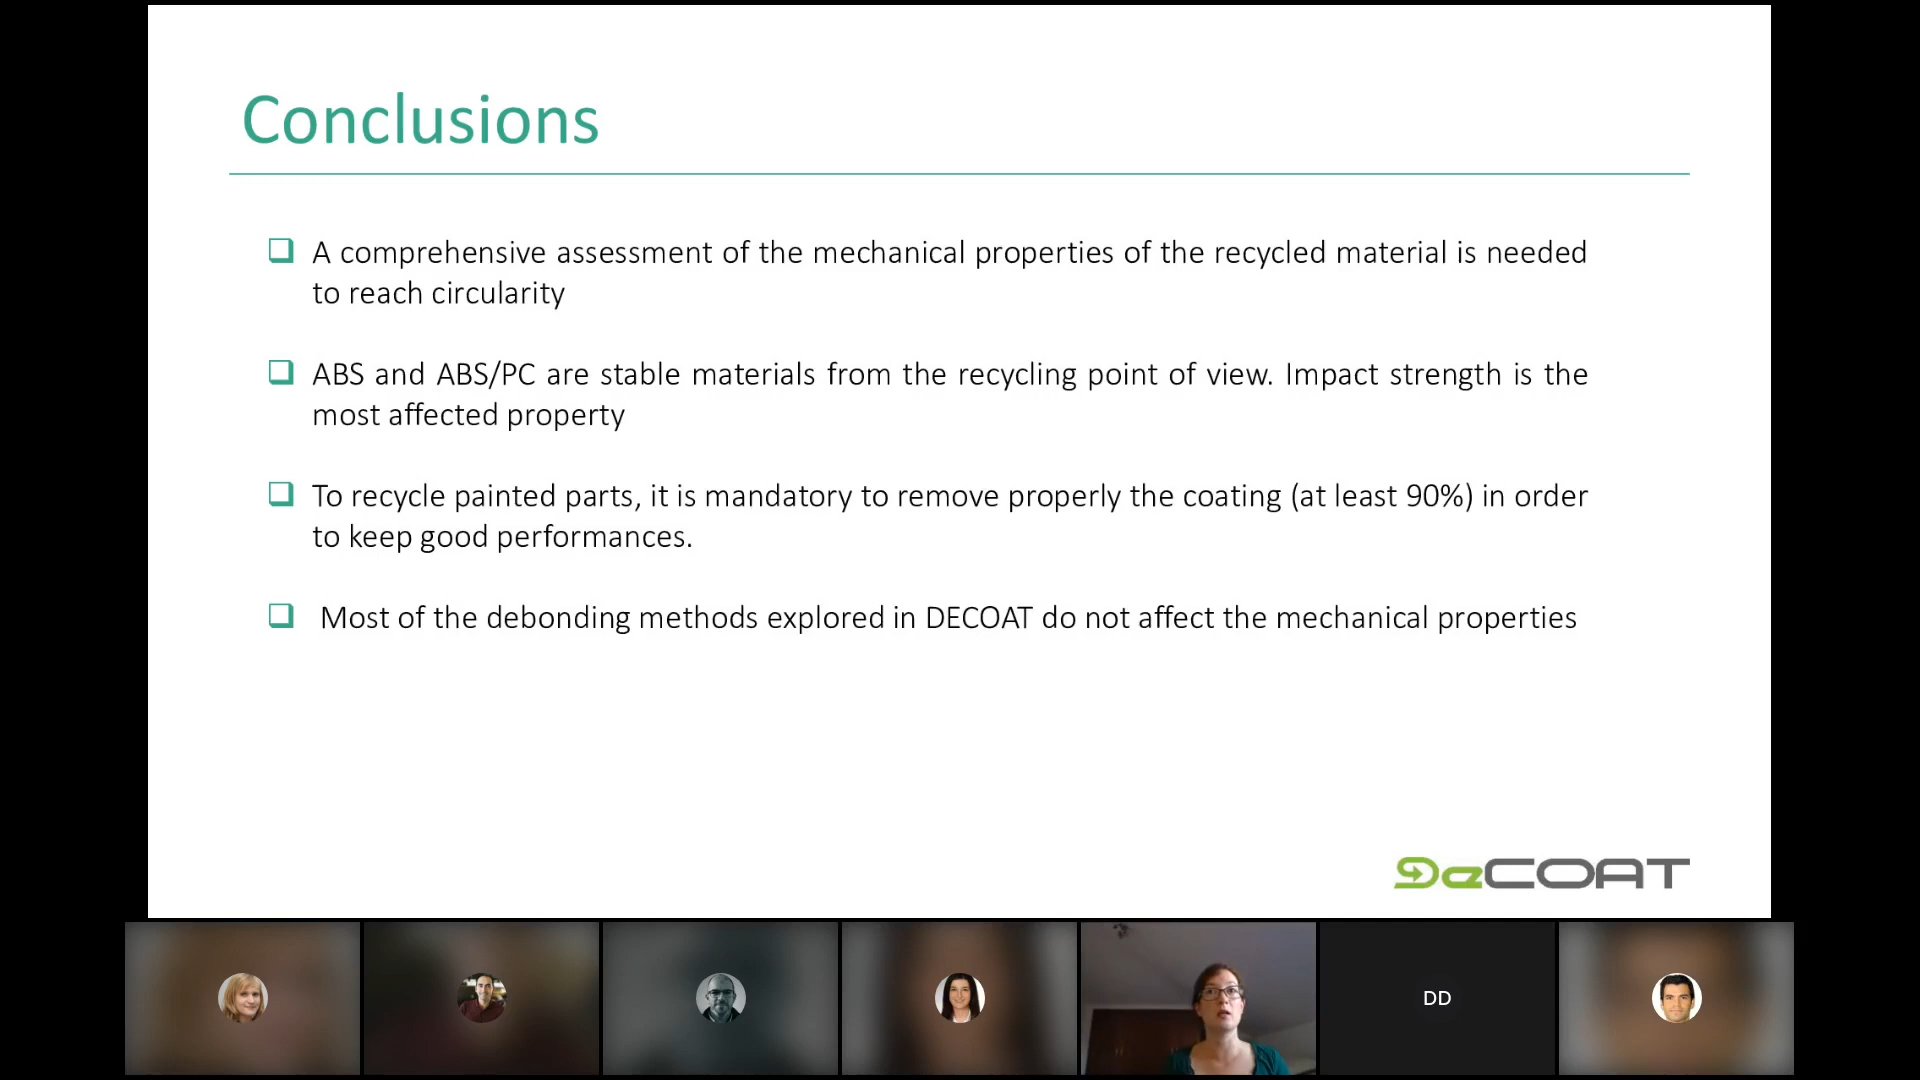 Conclusions
A comprehensive assessment of the mechanical properties of the recycled material is needed
to reach circularity
ABS and ABS/PC are stable materials from the recycling point of view. Impact strength is the
most affected property
To recycle painted parts, it is mandatory to remove properly the coating (at least 90%) in order
to keep good performances.
Most of the debonding methods explored in DECOAT do not affect the mechanical properties
DeCOAT
DD